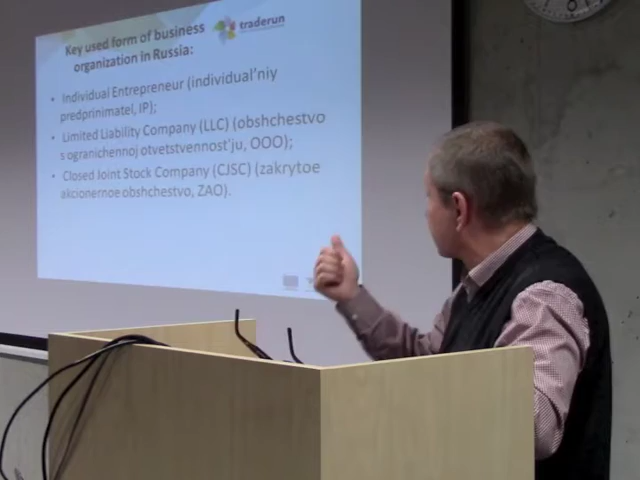 Key used form of business
organization in Russia:
traderun
• Individual Entrepreneur (individual'niy
predprinimatel, IP);
• Limited Liability Company (LLC) (obshchestvo
s ogranichennoj otvetstvennost'ju, OOO);
• Closed Joint Stock Company (CJSC) (zakrytoe
akcionernoe obshchestvo, ZAO).